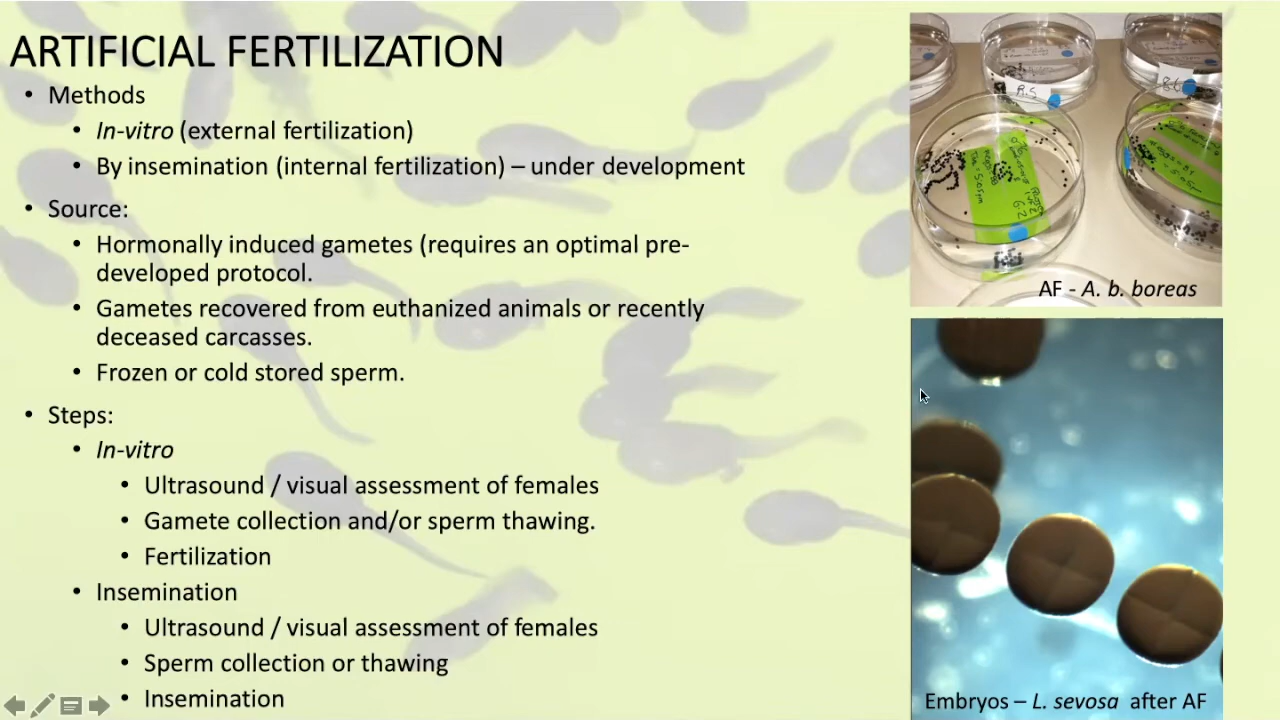 ARTIFICIAL FERTILIZATION
• Methods
• In-vitro (external fertilization)
• By insemination (internal fertilization) – under development
• Source:
• Hormonally induced gametes (requires an optimal pre-
developed protocol.
• Gametes recovered from euthanized animals or recently
deceased carcasses.
• Frozen or cold stored sperm.
• Steps:
• In-vitro
• Ultrasound / visual assessment of females
• Gamete collection and/or sperm thawing.
• Fertilization
• Insemination
• Ultrasound / visual assessment of females
• Sperm collection or thawing
• Insemination
AF - A. b. boreas
Embryos – L. sevosa after AF